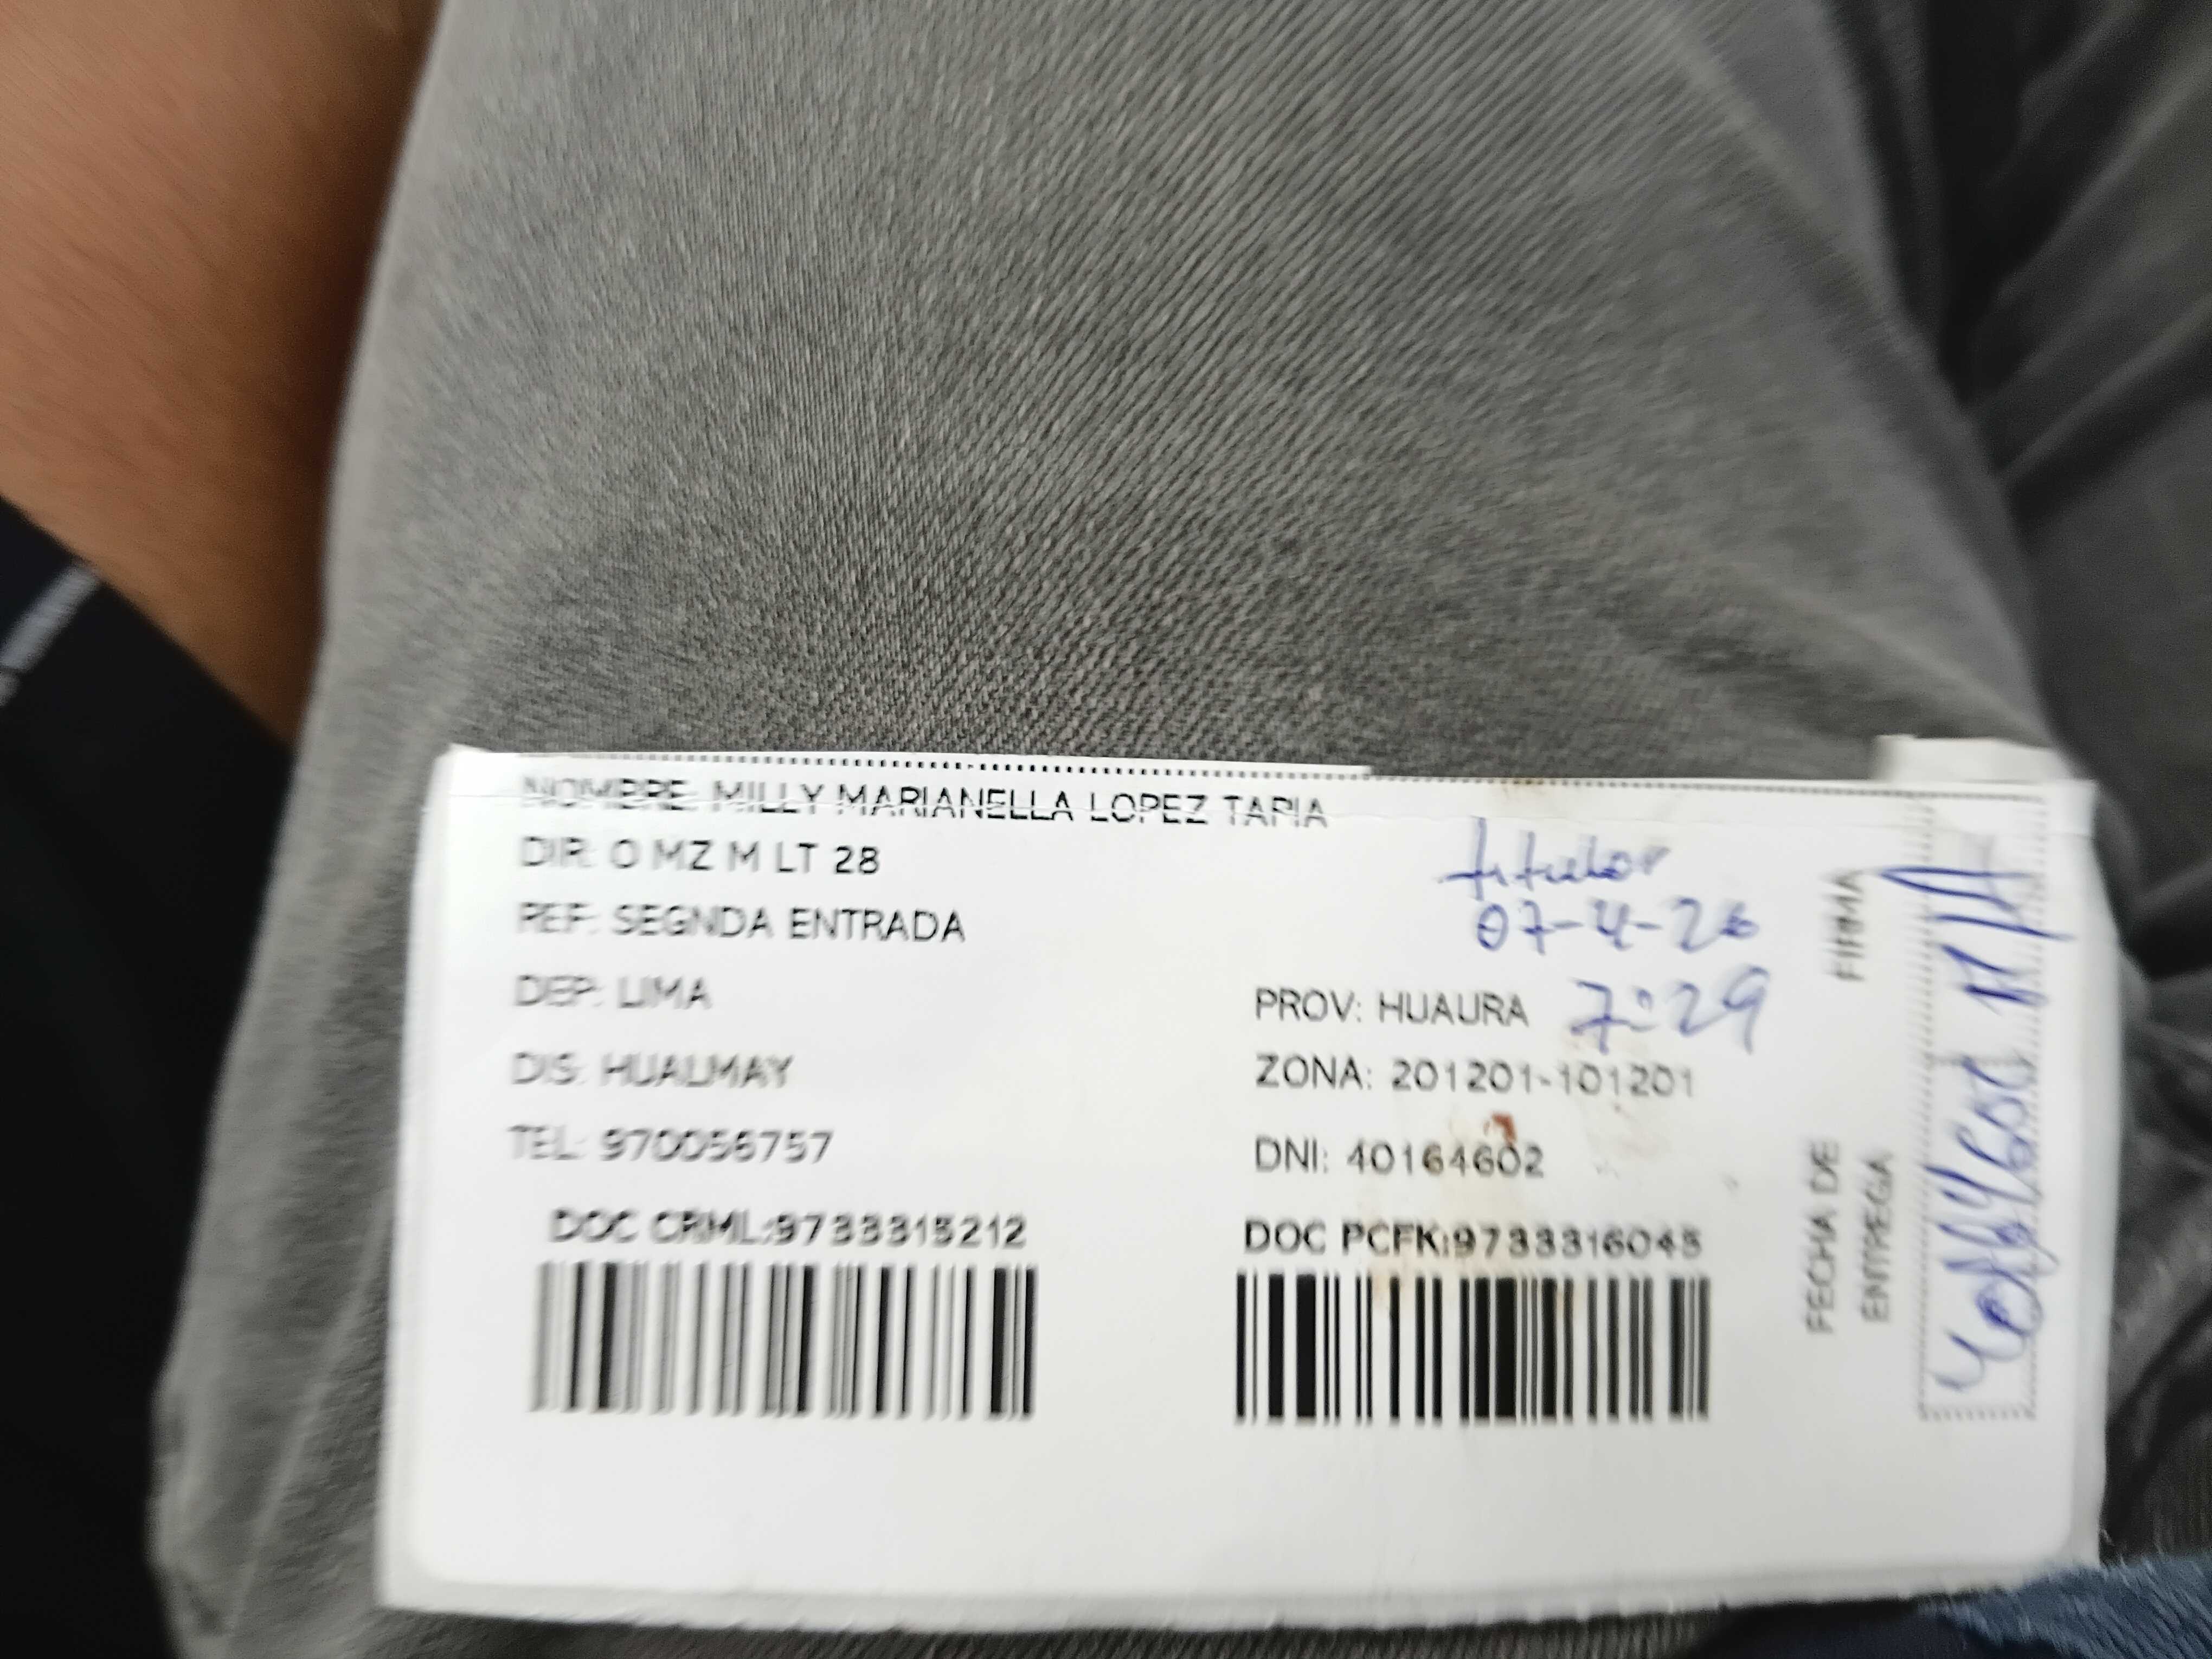 NOMBRE: MILLY MARIANELLA LOPEZ TAPIA
DIR: O MZ M LT 28
titular
REF: SEGNDA ENTRADA
07-4-26
DEP: LIMA
PROV: HUAURA 7:29
DIS: HUALMAY
ZONA: 201201-101201
TEL: 970056757
DNI: 40164602
DOC CRML:9733315212
DOC PCFK:9733316045
FIRMA
FECHA DE
ENTREGA